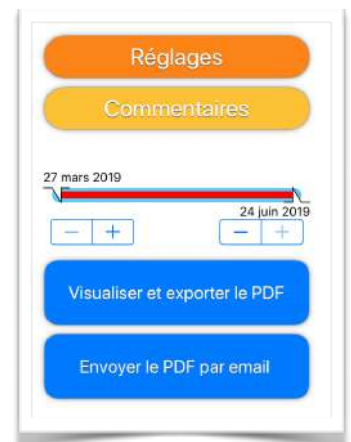 Réglages
Commentaires
27 mars 2019
24 juin 2019
− +
− +
Visualiser et exporter le PDF
Envoyer le PDF par email